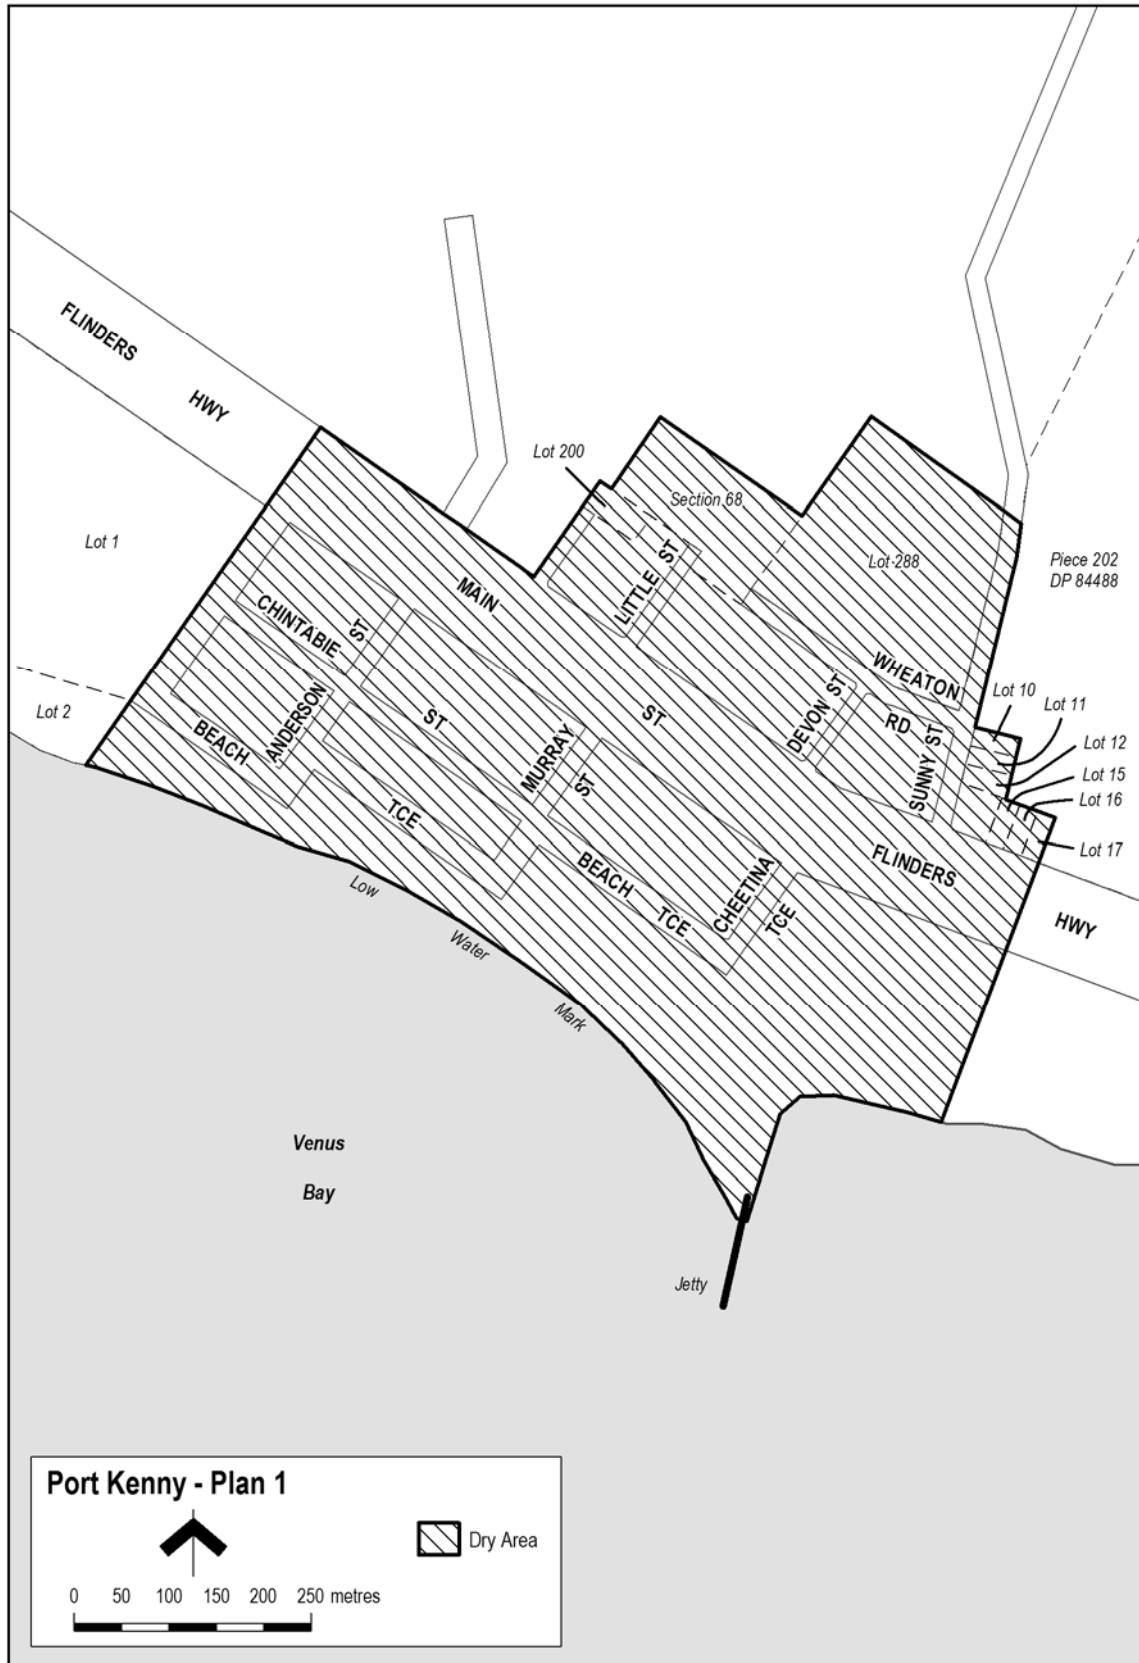 FLINDERS
HWY
Lot 200
Section 68
Lot 1
Lot 288
Piece 202
DP 84488
MAIN
LITTLE ST
CHINTABIE
ST
WHEATON
RD
Lot 10
Lot 11
Lot 12
Lot 15
Lot 16
Lot 17
Lot 2
ANDERSON
ST
ST
DEVON ST
SUNNY ST
BEACH
TCE
MURRAY
ST
FLINDERS
HWY
BEACH
TCE
CHEETINA
TCE
Low
Water
Mark
Venus
Bay
Jetty
Port Kenny - Plan 1
Dry Area
0 50 100 150 200 250 metres